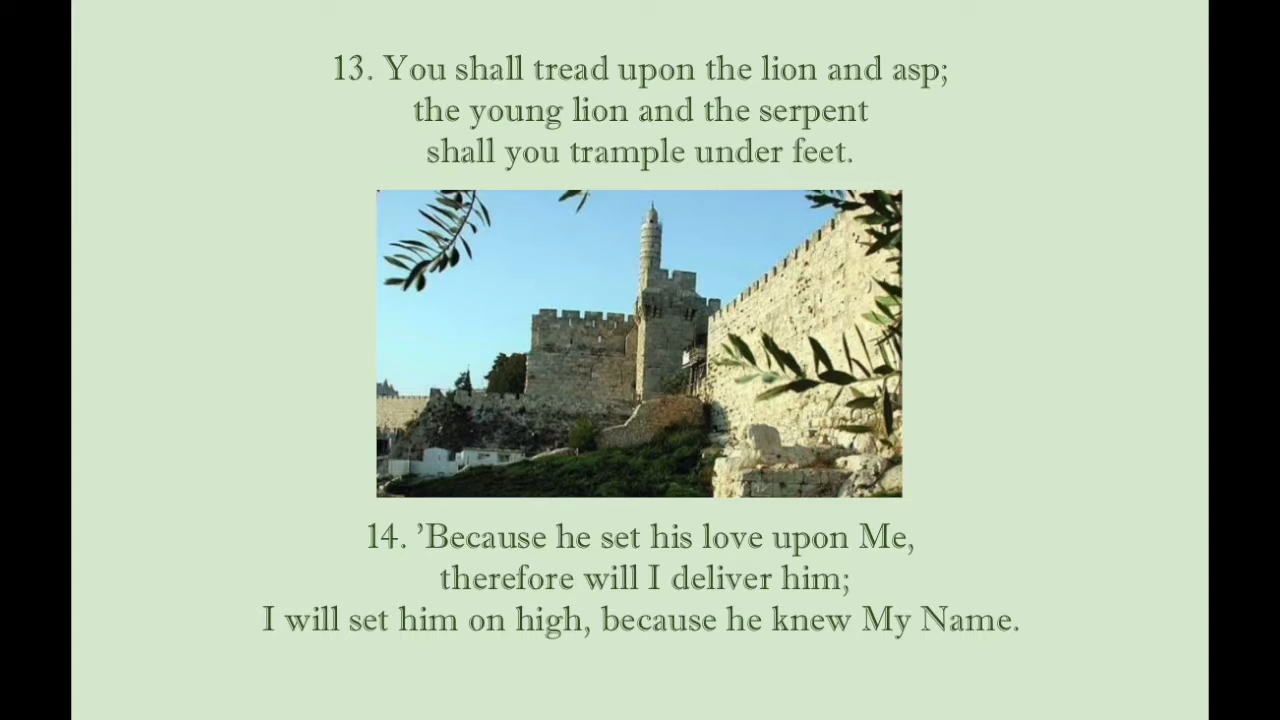 13. You shall tread upon the lion and asp;
the young lion and the serpent
shall you trample under feet.
14. ’Because he set his love upon Me,
therefore will I deliver him;
I will set him on high, because he knew My Name.